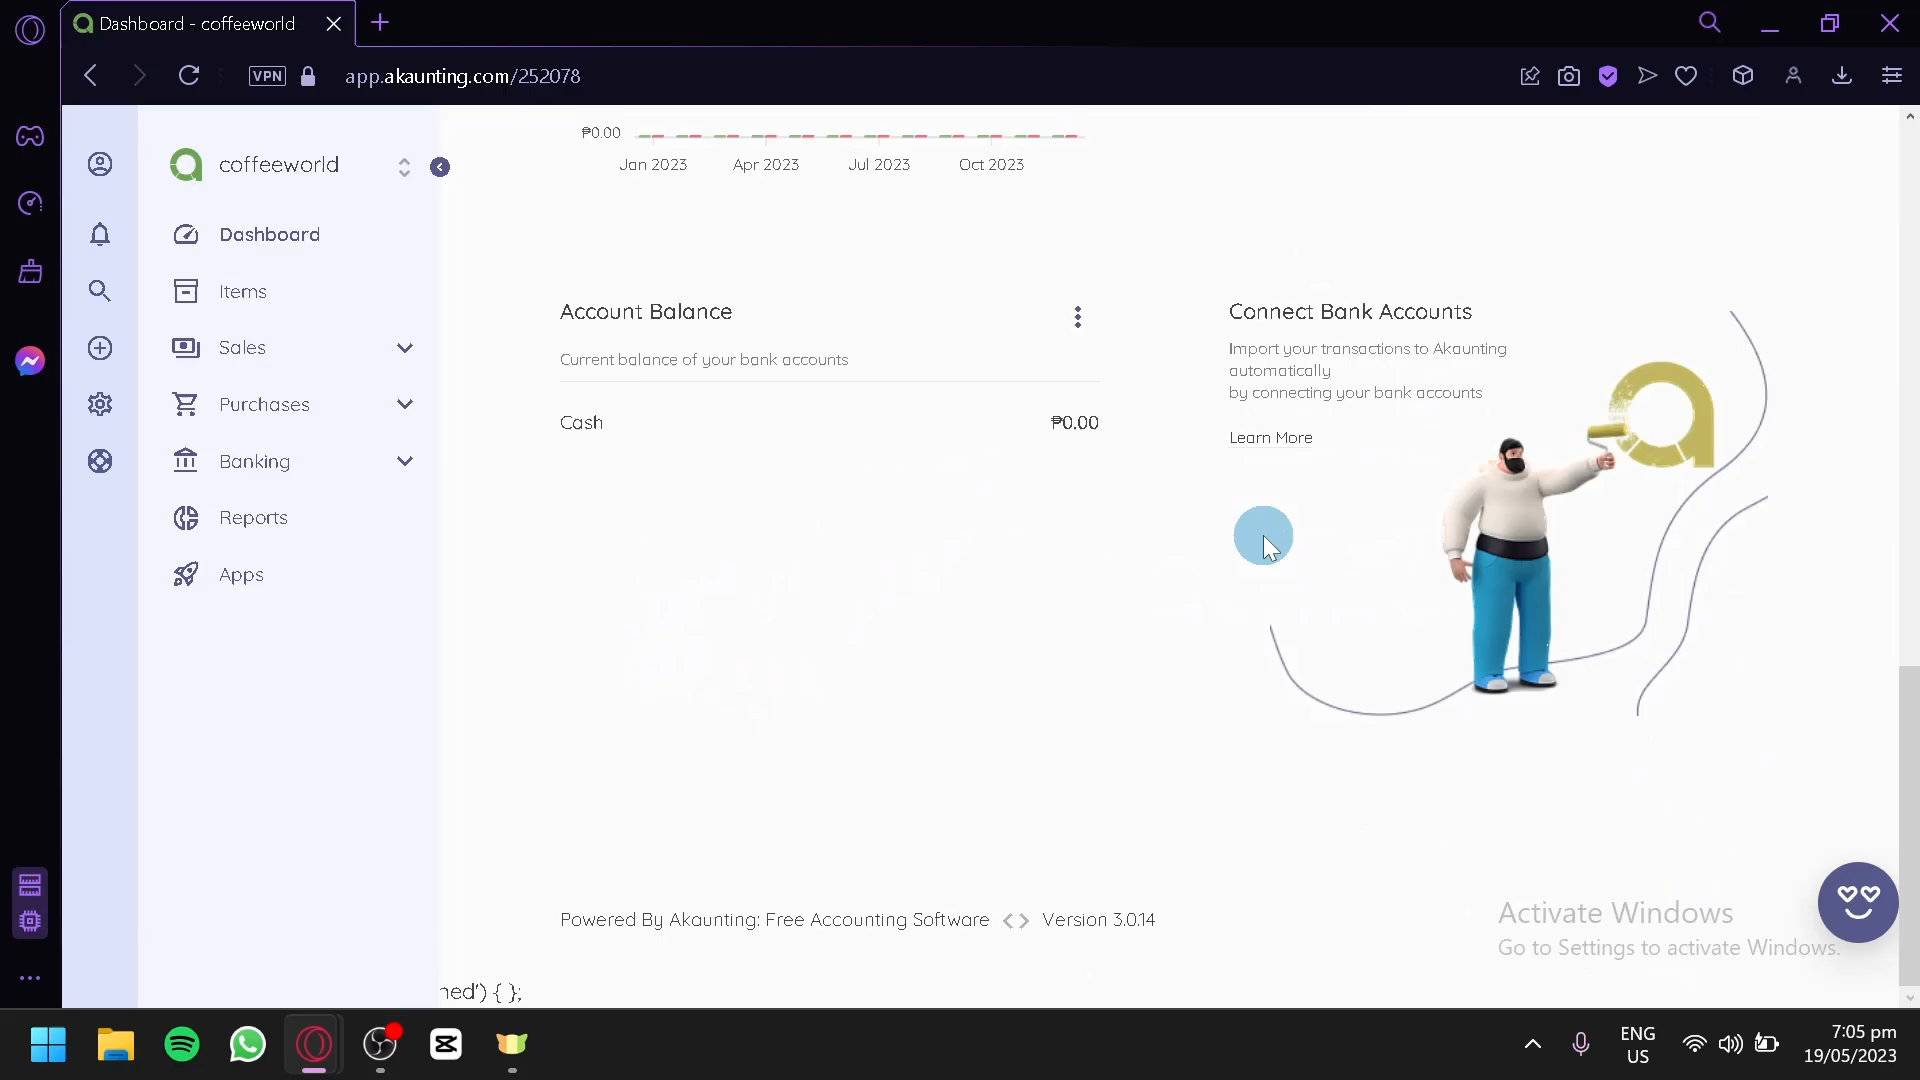 Dashboard - coffeeworld
VPN
app.akaunting.com/252078
coffeeworld
Dashboard
Items
Sales
Purchases
Banking
Reports
Apps
₱0.00
Jan 2023 Apr 2023 Jul 2023 Oct 2023
Account Balance
Current balance of your bank accounts
Cash ₱0.00
Connect Bank Accounts
Import your transactions to Akaunting
automatically
by connecting your bank accounts
Learn More
Powered By Akaunting: Free Accounting Software <> Version 3.0.14
Activate Windows
Go to Settings to activate Windows.
ned') { };
ENG
US
7:05 pm
19/05/2023